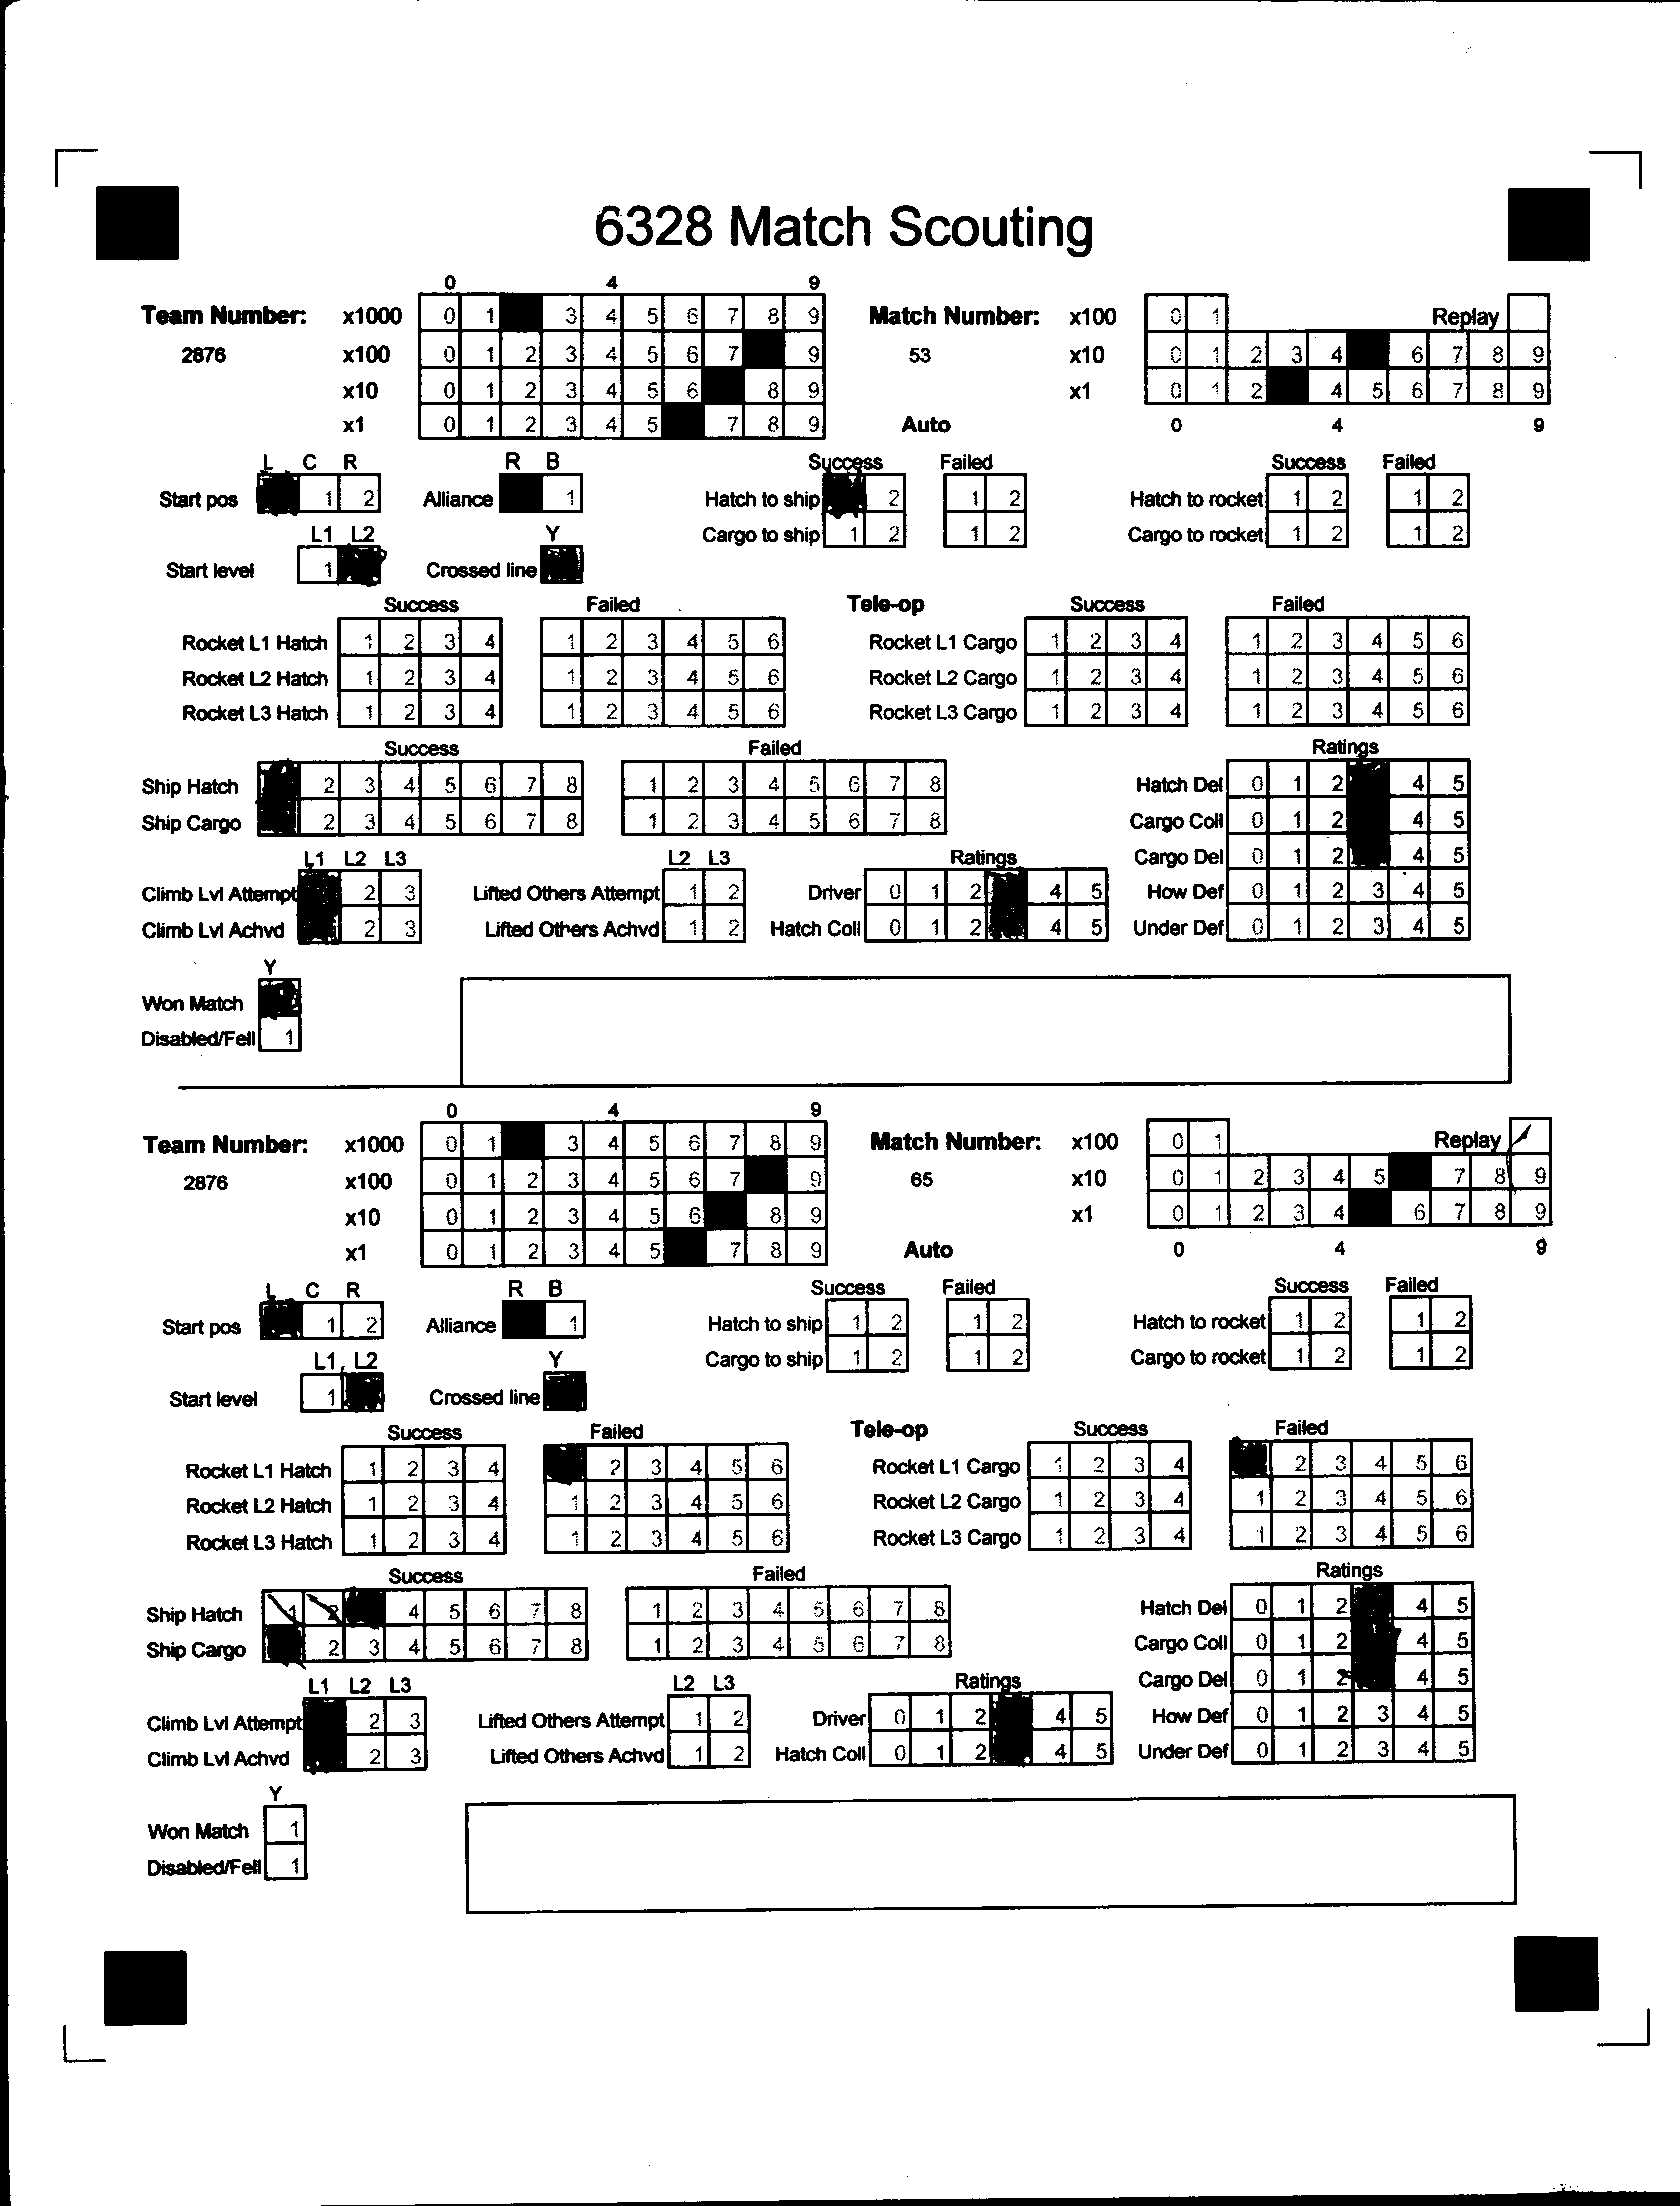 6328 Match Scouting
0 4 9
Team Number: x1000 0 1 3 4 5 6 7 8 9 Match Number: x100 0 1 Replay
2876 x100 0 1 2 3 4 5 6 7 9 53 x10 0 1 2 3 4 6 7 8 9
x10 0 1 2 3 4 5 6 8 9 x1 0 1 2 4 5 6 7 8 9
x1 0 1 2 3 4 5 7 8 9 Auto 0 4 9
L C R R B Success Failed Success Failed
Start pos 1 2 Alliance 1 Hatch to ship 2 1 2 Hatch to rocket 1 2 1 2
L1 L2 Y Cargo to ship 1 2 1 2 Cargo to rocket 1 2 1 2
Start level 1 Crossed line
Success Failed Tele-op Success Failed
Rocket L1 Hatch 1 2 3 4 1 2 3 4 5 6 Rocket L1 Cargo 1 2 3 4 1 2 3 4 5 6
Rocket L2 Hatch 1 2 3 4 1 2 3 4 5 6 Rocket L2 Cargo 1 2 3 4 1 2 3 4 5 6
Rocket L3 Hatch 1 2 3 4 1 2 3 4 5 6 Rocket L3 Cargo 1 2 3 4 1 2 3 4 5 6
Success Failed Ratings
Ship Hatch 2 3 4 5 6 7 8 1 2 3 4 5 6 7 8 Hatch Del 0 1 2 4 5
Ship Cargo 2 3 4 5 6 7 8 1 2 3 4 5 6 7 8 Cargo Coll 0 1 2 4 5
L1 L2 L3 L2 L3 Ratings Cargo Del 0 1 2 4 5
Climb Lvl Attempt 2 3 Lifted Others Attempt 1 2 Driver 0 1 2 4 5 How Def 0 1 2 3 4 5
Climb Lvl Achvd 2 3 Lifted Others Achvd 1 2 Hatch Coll 0 1 2 4 5 Under Def 0 1 2 3 4 5
Y
Won Match
Disabled/Fell 1
0 4 9
Team Number: x1000 0 1 3 4 5 6 7 8 9 Match Number: x100 0 1 Replay
2876 x100 0 1 2 3 4 5 6 7 9 65 x10 0 1 2 3 4 5 7 8 9
x10 0 1 2 3 4 5 6 8 9 x1 0 1 2 3 4 6 7 8 9
x1 0 1 2 3 4 5 7 8 9 Auto 0 4 9
L C R R B Success Failed Success Failed
Start pos 1 2 Alliance 1 Hatch to ship 1 2 1 2 Hatch to rocket 1 2 1 2
L1 L2 Y Cargo to ship 1 2 1 2 Cargo to rocket 1 2 1 2
Start level 1 Crossed line
Success Failed Tele-op Success Failed
Rocket L1 Hatch 1 2 3 4 2 3 4 5 6 Rocket L1 Cargo 1 2 3 4 2 3 4 5 6
Rocket L2 Hatch 1 2 3 4 1 2 3 4 5 6 Rocket L2 Cargo 1 2 3 4 1 2 3 4 5 6
Rocket L3 Hatch 1 2 3 4 1 2 3 4 5 6 Rocket L3 Cargo 1 2 3 4 1 2 3 4 5 6
Success Failed Ratings
Ship Hatch 1 2 4 5 6 7 8 1 2 3 4 5 6 7 8 Hatch Del 0 1 2 4 5
Ship Cargo 2 3 4 5 6 7 8 1 2 3 4 5 6 7 8 Cargo Coll 0 1 2 4 5
L1 L2 L3 L2 L3 Ratings Cargo Del 0 1 2 4 5
Climb Lvl Attempt 2 3 Lifted Others Attempt 1 2 Driver 0 1 2 4 5 How Def 0 1 2 3 4 5
Climb Lvl Achvd 2 3 Lifted Others Achvd 1 2 Hatch Coll 0 1 2 4 5 Under Def 0 1 2 3 4 5
Y
Won Match 1
Disabled/Fell 1